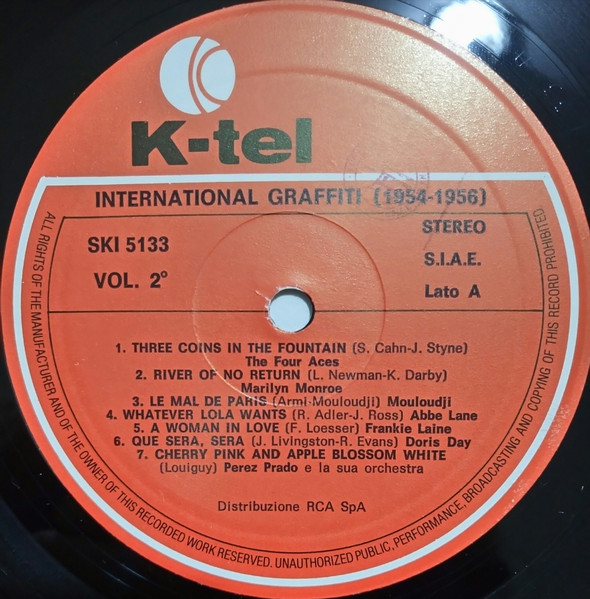 K-tel
INTERNATIONAL GRAFFITI (1954-1956)
SKI 5133
VOL. 2º
STEREO
S.I.A.E.
Lato A
1. THREE COINS IN THE FOUNTAIN (S. Cahn-J. Styne)
The Four Aces
2. RIVER OF NO RETURN (L. Newman-K. Darby)
Marilyn Monroe
3. LE MAL DE PARIS (Armi-Mouloudji) Mouloudji
4. WHATEVER LOLA WANTS (R. Adler-J. Ross) Abbe Lane
5. A WOMAN IN LOVE (F. Loesser) Frankie Laine
6. QUE SERA, SERA (J. Livingston-R. Evans) Doris Day
7. CHERRY PINK AND APPLE BLOSSOM WHITE
(Louiguy) Perez Prado e la sua orchestra
Distribuzione RCA SpA
ALL RIGHTS OF THE MANUFACTURER AND OF THE OWNER OF THIS RECORDED WORK RESERVED. UNAUTHORIZED PUBLIC, PERFORMANCE, BROADCASTING AND COPYING OF THIS RECORD PROHIBITED